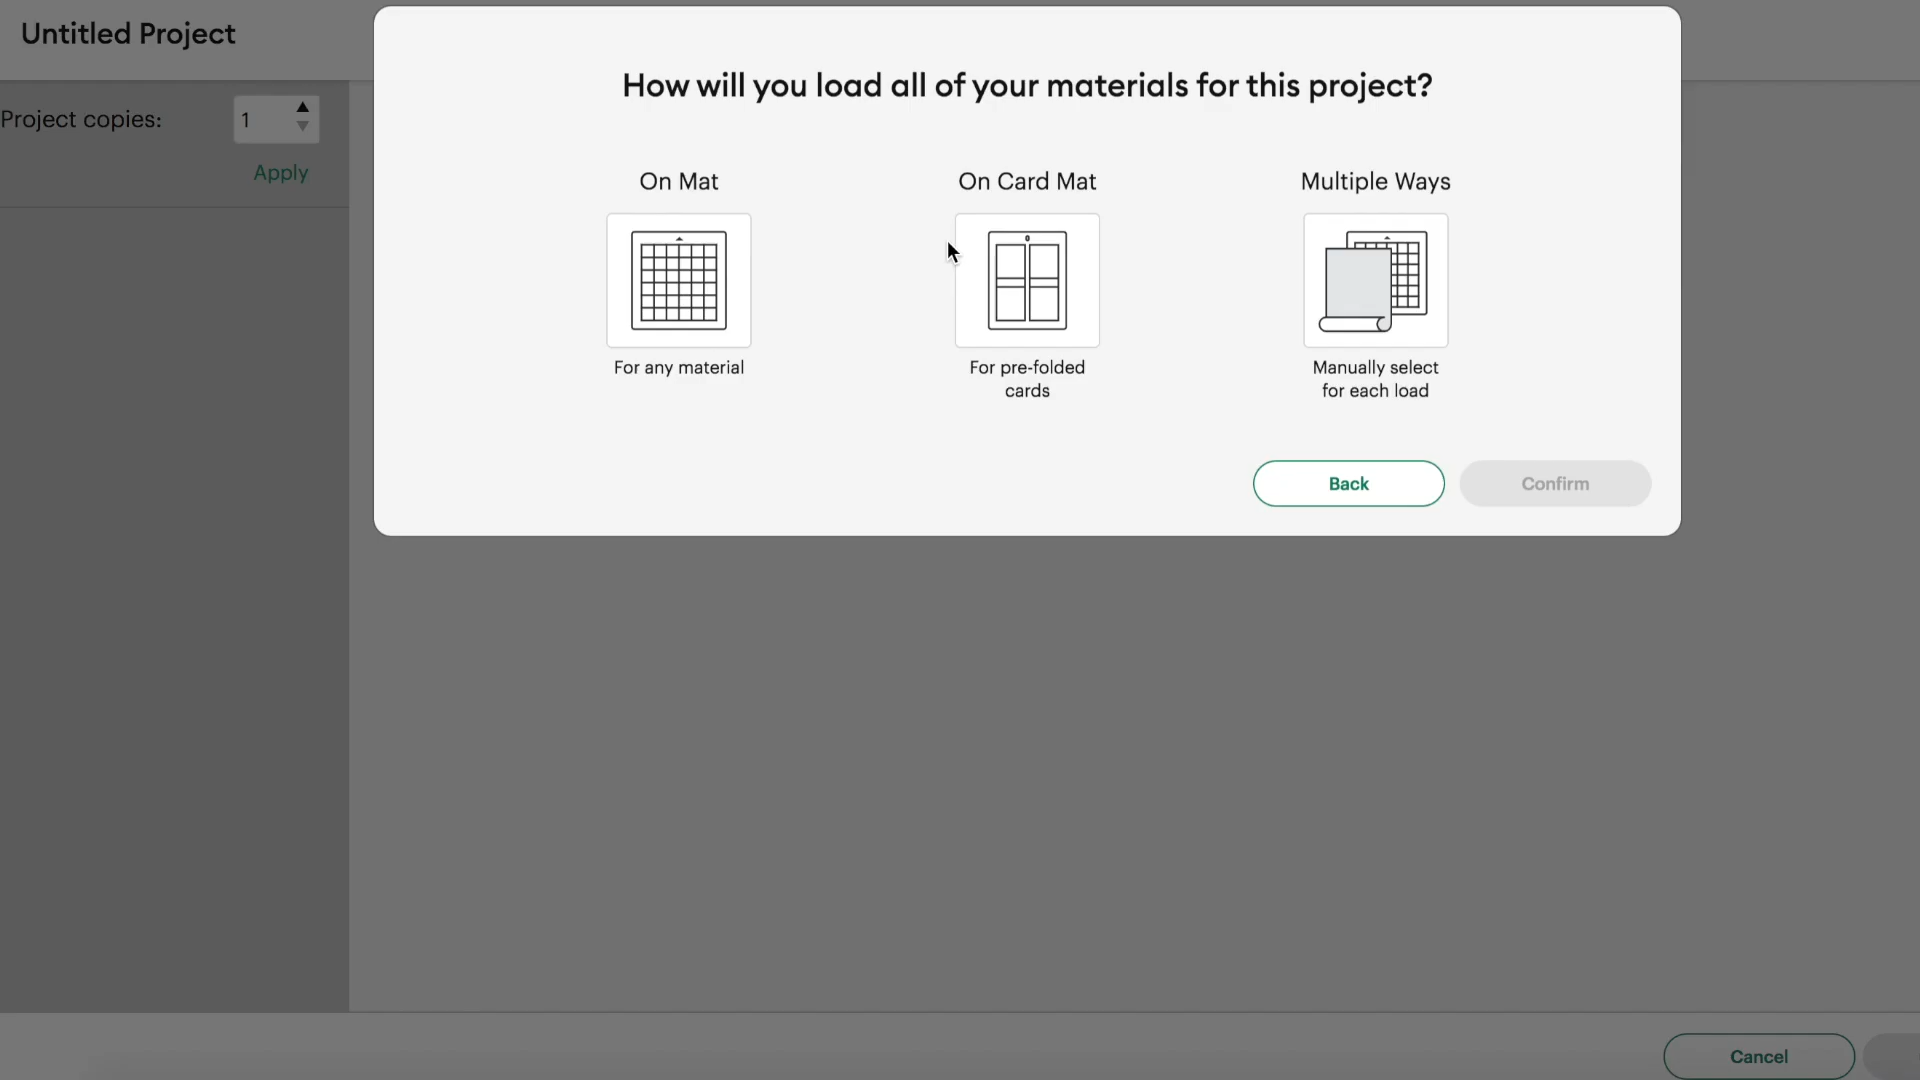 Untitled Project
Project copies:
1
Apply
How will you load all of your materials for this project?
On Mat
For any material
On Card Mat
For pre-folded
cards
Multiple Ways
Manually select
for each load
Back
Confirm
Cancel